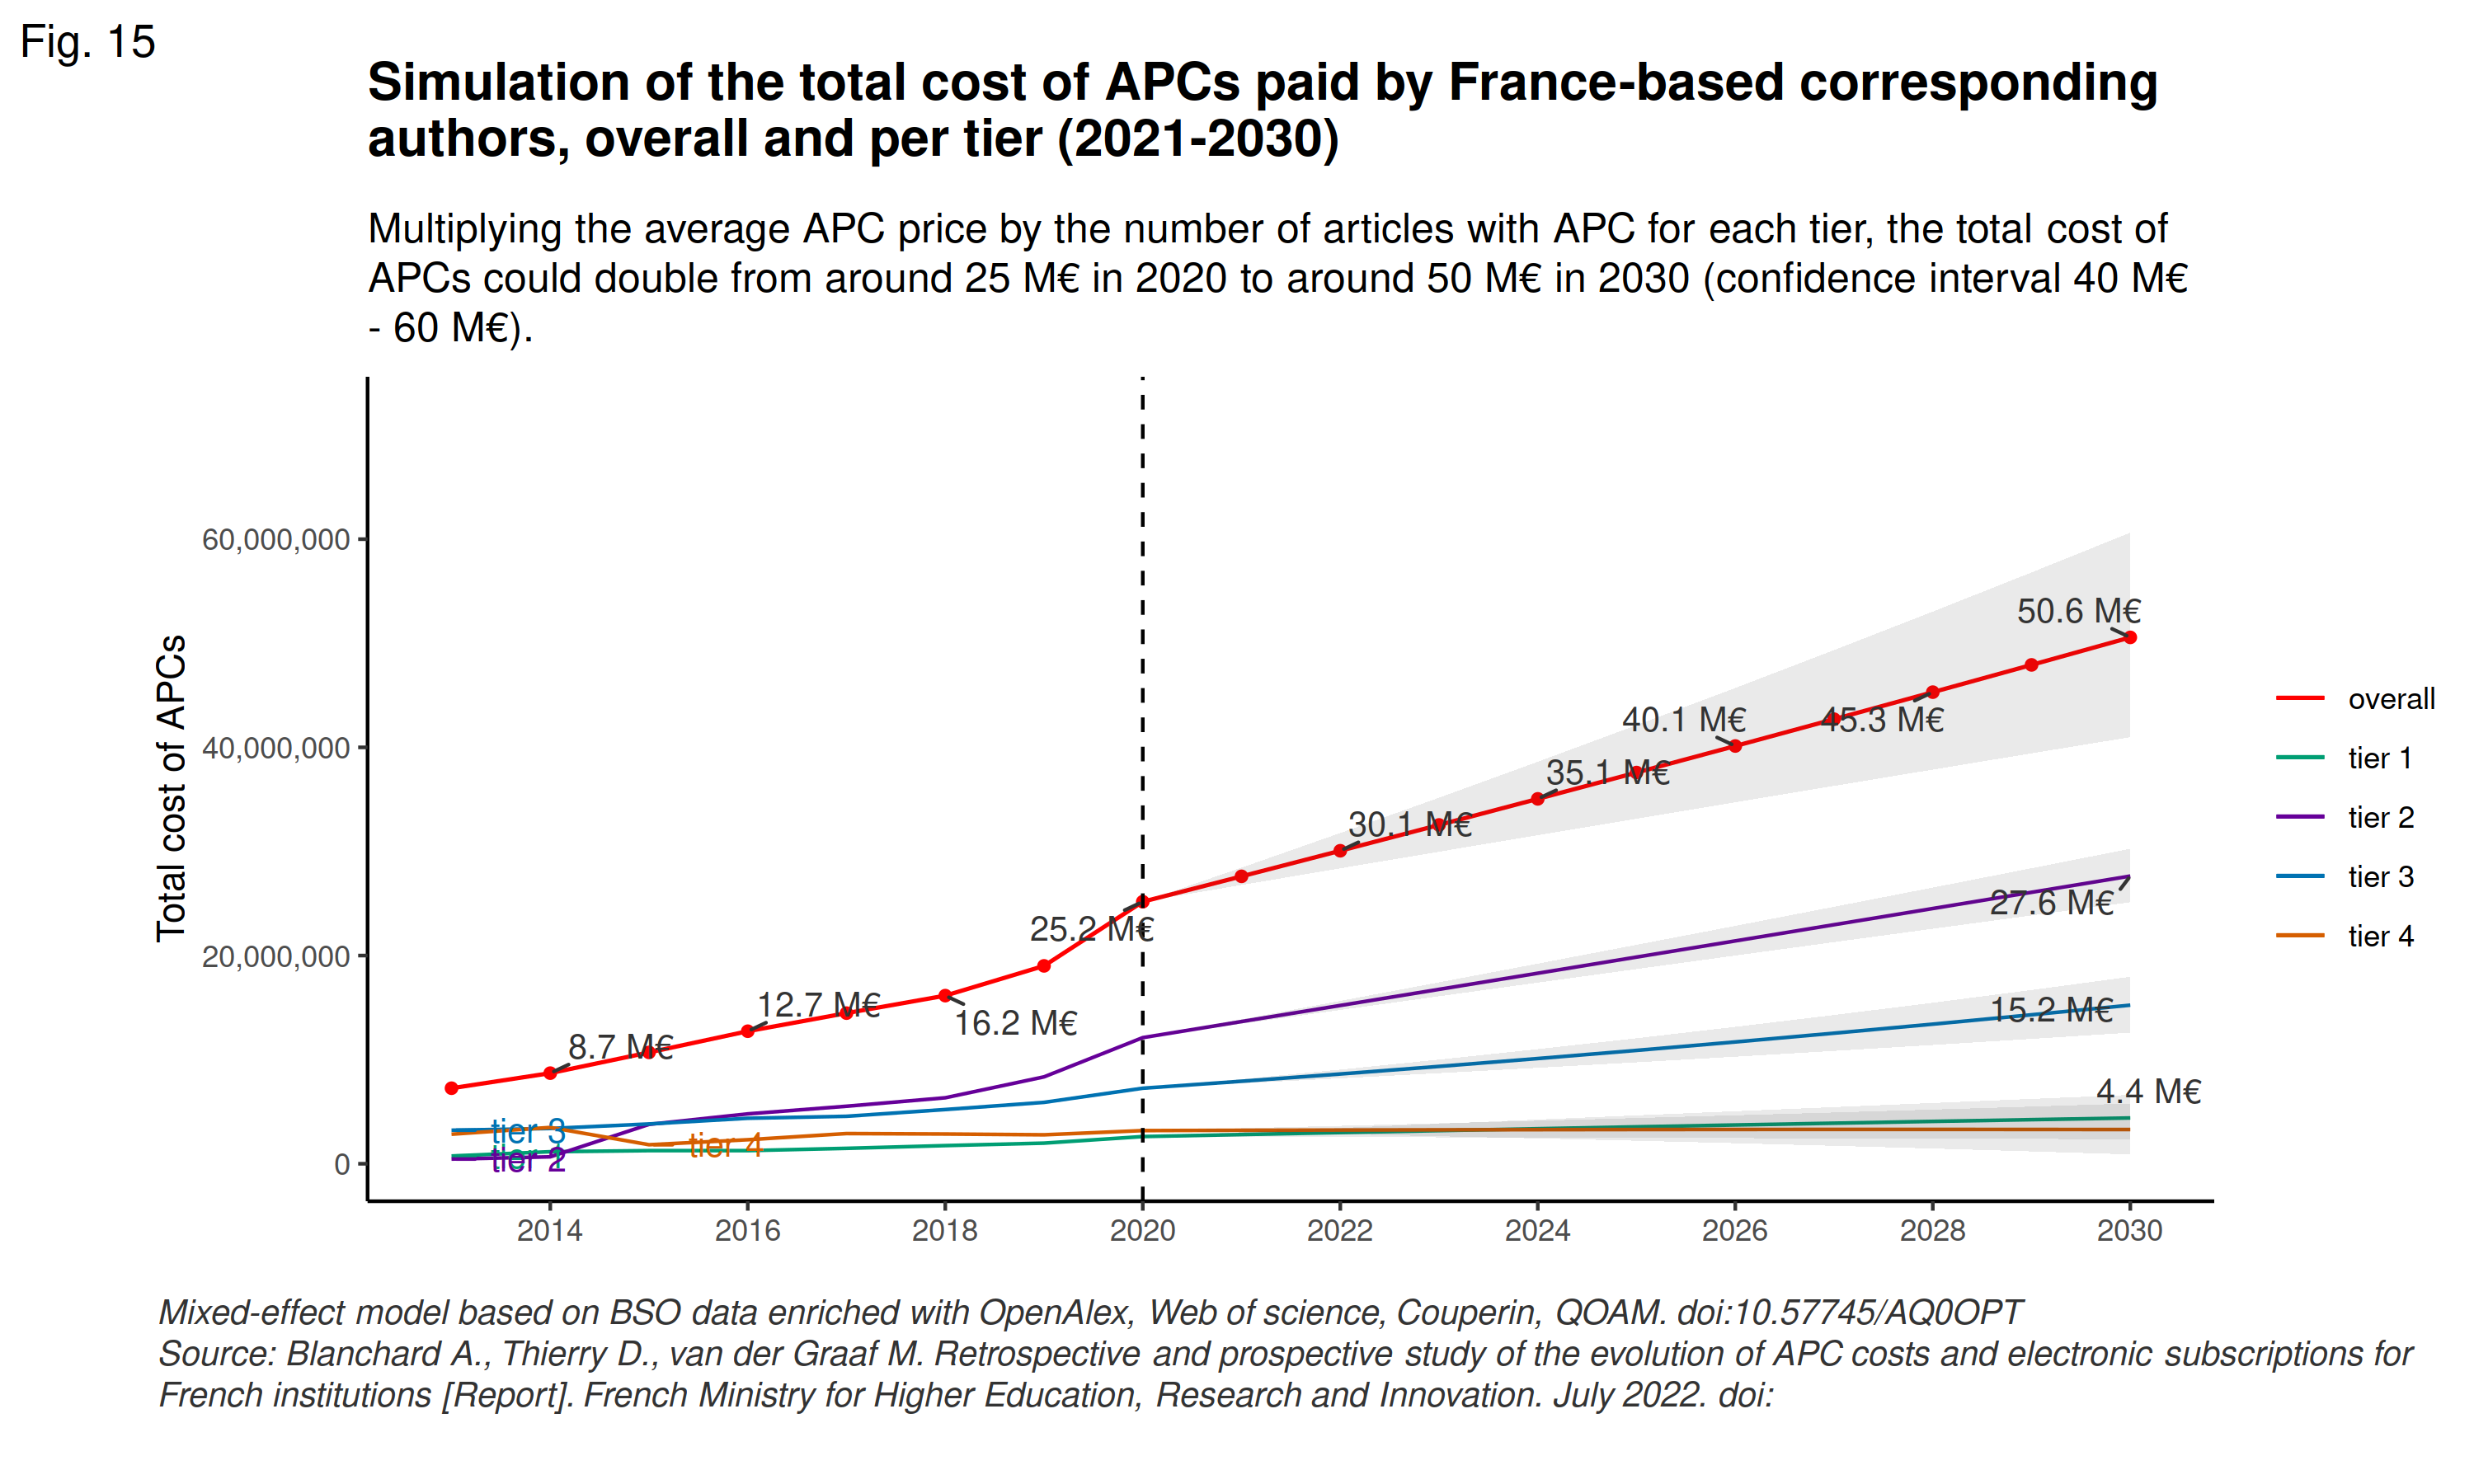 Fig. 15
Simulation of the total cost of APCs paid by France-based corresponding
authors, overall and per tier (2021-2030)
Multiplying the average APC price by the number of articles with APC for each tier, the total cost of
APCs could double from around 25 M€ in 2020 to around 50 M€ in 2030 (confidence interval 40 M€
- 60 M€).
Total cost of APCs
60,000,000
40,000,000
20,000,000
0
8.7 M€
12.7 M€
16.2 M€
25.2 M€
30.1 M€
35.1 M€
40.1 M€
45.3 M€
50.6 M€
27.6 M€
15.2 M€
4.4 M€
tier 3
tier 2
tier 4
2014
2016
2018
2020
2022
2024
2026
2028
2030
overall
tier 1
tier 2
tier 3
tier 4
Mixed-effect model based on BSO data enriched with OpenAlex, Web of science, Couperin, QOAM. doi:10.57745/AQ0OPT
Source: Blanchard A., Thierry D., van der Graaf M. Retrospective and prospective study of the evolution of APC costs and electronic subscriptions for
French institutions [Report]. French Ministry for Higher Education, Research and Innovation. July 2022. doi: